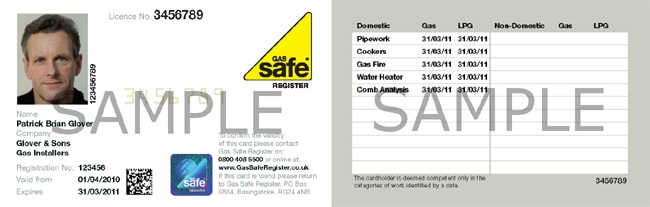 Licence No. 3456789
GAS
safe
REGISTER
123456789
3456789
SAMPLE
Name
Patrick Brian Glover
Company
Glover & Sons
Gas Installers
Registration No. 123456
Valid from 01/04/2010
Expires 31/03/2011
safe
To confirm the validity
of this card please contact
Gas Safe Register on:
0800 408 5500 or online at
www.GasSafeRegister.co.uk
If this card is found please return
to Gas Safe Register, PO Box
6804, Basingstoke, RG24 4NB
Domestic Gas LPG Non-Domestic Gas LPG
Pipework 31/03/11 31/03/11
Cookers 31/03/11 31/03/11
Gas Fire 31/03/11 31/03/11
Water Heater 31/03/11 31/03/11
Comb Analysis 31/03/11 31/03/11
SAMPLE
The cardholder is deemed competent only in the
categories of work identified by a date.
3456789